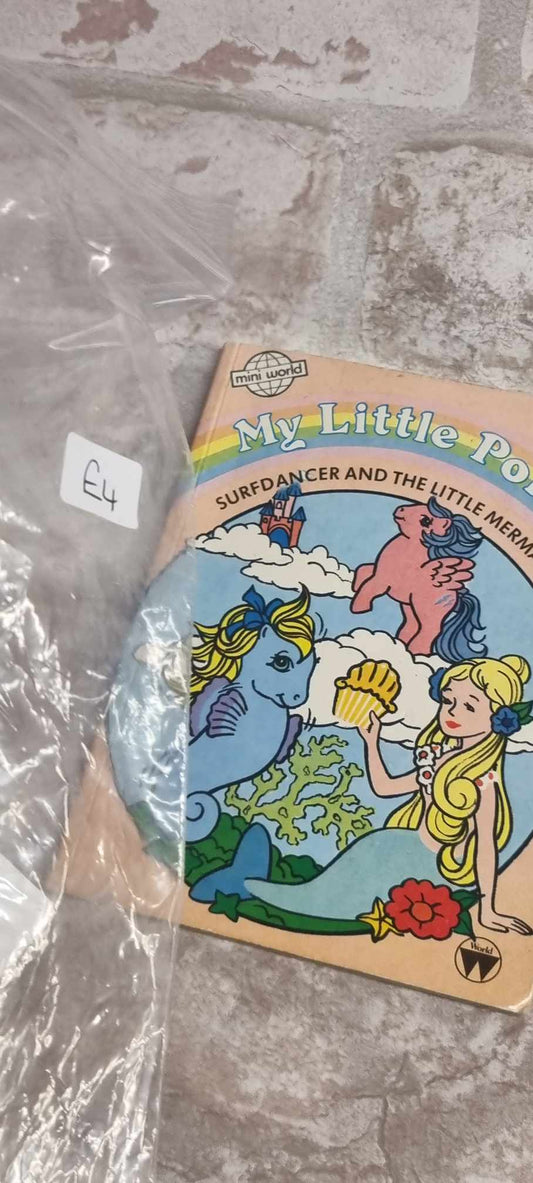 mini world
My Little Po
SURFDANCER AND THE LITTLE MERM
£4
World
W